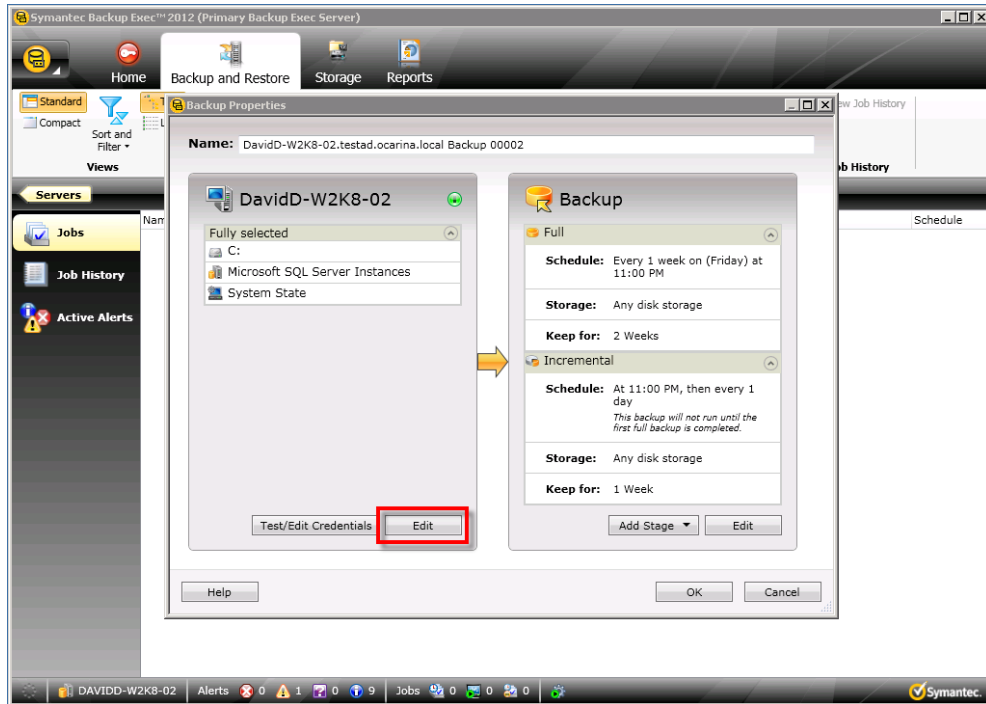 Symantec Backup Exec™ 2012 (Primary Backup Exec Server)
Home
Backup and Restore
Storage
Reports
Standard
Compact
Sort and
Filter
Views
Backup Properties
ew Job History
b History
Name: DavidD-W2K8-02.testad.ocarina.local Backup 00002
Servers
Jobs
Job History
Active Alerts
Nam
Schedule
DavidD-W2K8-02
Fully selected
C:
Microsoft SQL Server Instances
System State
Test/Edit Credentials
Edit
Backup
Full
Schedule: Every 1 week on (Friday) at
11:00 PM
Storage: Any disk storage
Keep for: 2 Weeks
Incremental
Schedule: At 11:00 PM, then every 1
day
This backup will not run until the
first full backup is completed.
Storage: Any disk storage
Keep for: 1 Week
Add Stage
Edit
Help
OK
Cancel
DAVIDD-W2K8-02 Alerts 0 1 0 9 Jobs 0 0 0
Symantec.